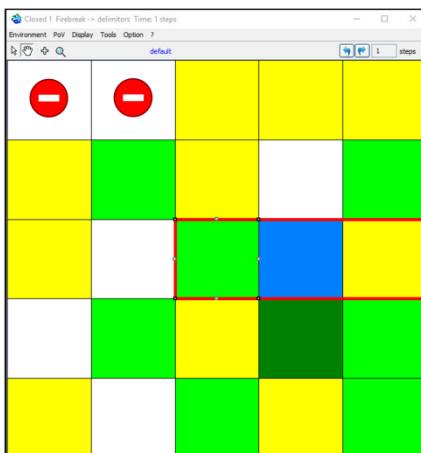 Closed 1 Firebreak -> delimitors Time: 1 steps
Environment PoV Display Tools Option ?
default 1 steps